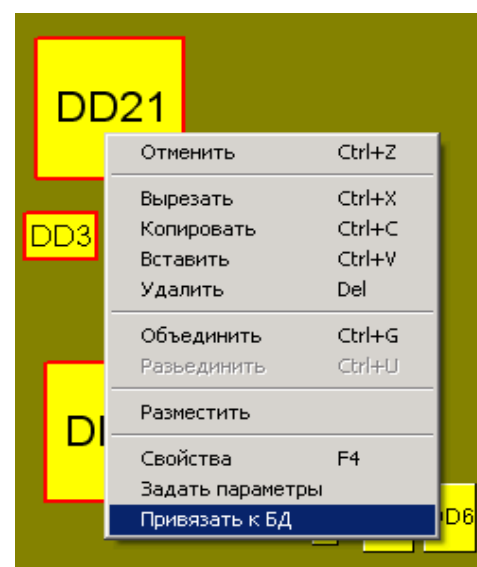 DD21
Отменить Ctrl+Z
Вырезать Ctrl+X
DD3
Копировать Ctrl+C
Вставить Ctrl+V
Удалить Del
Объединить Ctrl+G
Разьединить Ctrl+U
Разместить
Свойства F4
Задать параметры
Привязать к БД